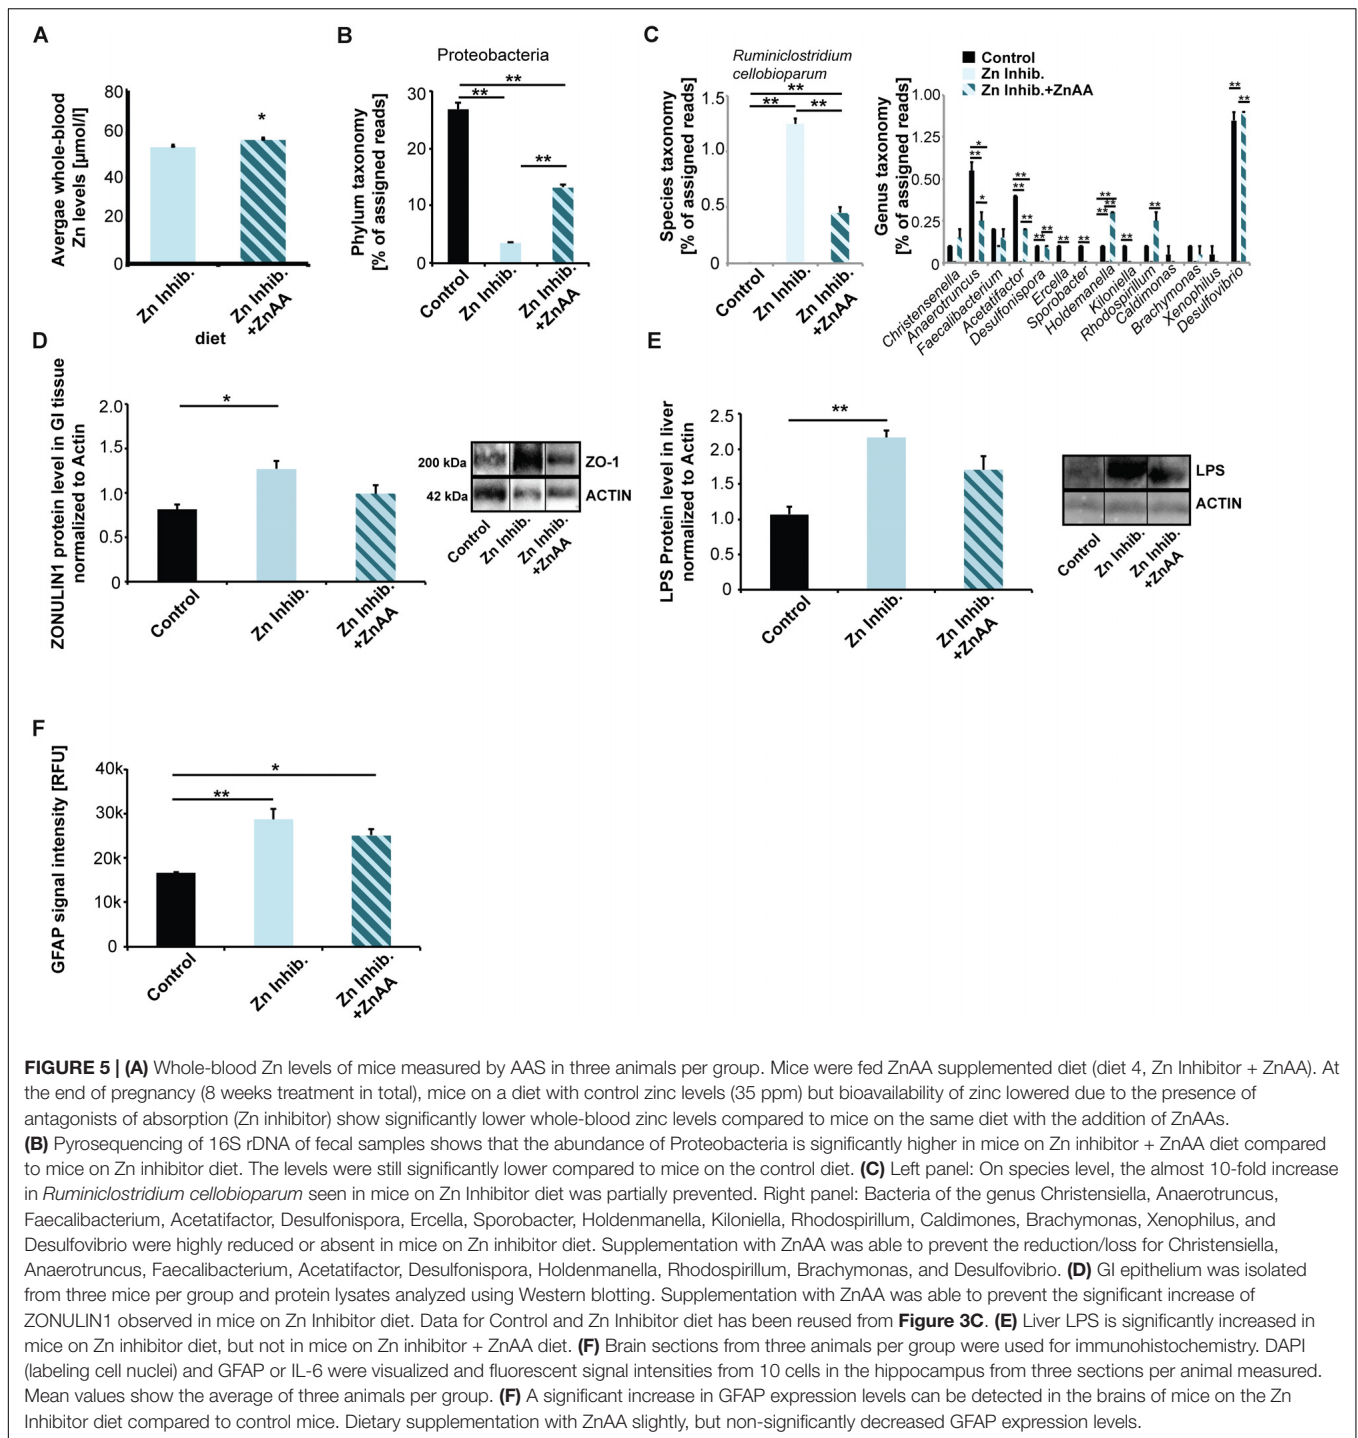 A
Avergae whole-blood
Zn levels [µmol/l]
80
60
40
20
0
*
Zn Inhib.
Zn Inhib.
+ZnAA
diet
B
Proteobacteria
Phylum taxonomy
[% of assigned reads]
30
20
10
0
**
**
**
Control
Zn Inhib.
Zn Inhib.
+ZnAA
C
Ruminiclostridium
cellobioparum
Species taxonomy
[% of assigned reads]
1.5
1.0
0.5
0
**
**
**
Control
Zn Inhib.
Zn Inhib.
+ZnAA
Control
Zn Inhib.
Zn Inhib.+ZnAA
Genus taxonomy
[% of assigned reads]
1.00
1.25
0.50
0.25
0
*
**
*
**
**
**
**
**
**
**
**
**
**
**
**
**
**
Christensenella
Anaerotruncus
Faecalibacterium
Acetatifactor
Desulfonispora
Ercella
Sporobacter
Holdemanella
Kiloniella
Rhodospirillum
Caldimonas
Brachymonas
Xenophilus
Desulfovibrio
D
ZONULIN1 protein level in GI tissue
normalized to Actin
2.0
1.5
1.0
0.5
0
*
Control
Zn Inhib.
Zn Inhib.
+ZnAA
200 kDa
ZO-1
42 kDa
ACTIN
Control
Zn Inhib.
Zn Inhib.
+ZnAA
E
LPS Protein level in liver
normalized to Actin
2.5
2.0
1.5
1.0
0.5
0
**
Control
Zn Inhib.
Zn Inhib.
+ZnAA
LPS
ACTIN
Control
Zn Inhib.
Zn Inhib.
+ZnAA
F
GFAP signal intensity [RFU]
40k
30k
20k
10k
0
*
**
Control
Zn Inhib.
Zn Inhib.
+ZnAA
FIGURE 5 | (A) Whole-blood Zn levels of mice measured by AAS in three animals per group. Mice were fed ZnAA supplemented diet (diet 4, Zn Inhibitor + ZnAA). At
the end of pregnancy (8 weeks treatment in total), mice on a diet with control zinc levels (35 ppm) but bioavailability of zinc lowered due to the presence of
antagonists of absorption (Zn inhibitor) show significantly lower whole-blood zinc levels compared to mice on the same diet with the addition of ZnAAs.
(B) Pyrosequencing of 16S rDNA of fecal samples shows that the abundance of Proteobacteria is significantly higher in mice on Zn inhibitor + ZnAA diet compared
to mice on Zn inhibitor diet. The levels were still significantly lower compared to mice on the control diet. (C) Left panel: On species level, the almost 10-fold increase
in Ruminiclostridium cellobioparum seen in mice on Zn Inhibitor diet was partially prevented. Right panel: Bacteria of the genus Christensiella, Anaerotruncus,
Faecalibacterium, Acetatifactor, Desulfonispora, Ercella, Sporobacter, Holdenmanella, Kiloniella, Rhodospirillum, Caldimones, Brachymonas, Xenophilus, and
Desulfovibrio were highly reduced or absent in mice on Zn inhibitor diet. Supplementation with ZnAA was able to prevent the reduction/loss for Christensiella,
Anaerotruncus, Faecalibacterium, Acetatifactor, Desulfonispora, Holdenmanella, Rhodospirillum, Brachymonas, and Desulfovibrio. (D) GI epithelium was isolated
from three mice per group and protein lysates analyzed using Western blotting. Supplementation with ZnAA was able to prevent the significant increase of
ZONULIN1 observed in mice on Zn Inhibitor diet. Data for Control and Zn Inhibitor diet has been reused from Figure 3C. (E) Liver LPS is significantly increased in
mice on Zn inhibitor diet, but not in mice on Zn inhibitor + ZnAA diet. (F) Brain sections from three animals per group were used for immunohistochemistry. DAPI
(labeling cell nuclei) and GFAP or IL-6 were visualized and fluorescent signal intensities from 10 cells in the hippocampus from three sections per animal measured.
Mean values show the average of three animals per group. (F) A significant increase in GFAP expression levels can be detected in the brains of mice on the Zn
Inhibitor diet compared to control mice. Dietary supplementation with ZnAA slightly, but non-significantly decreased GFAP expression levels.